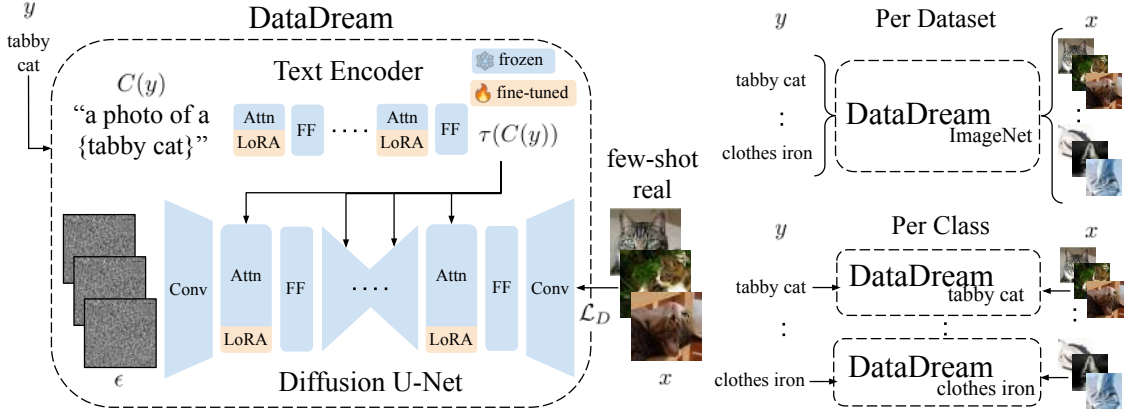 DataDream
y
tabby
cat
C(y)
“a photo of a
{tabby cat}”
Text Encoder
frozen
fine-tuned
Attn
LoRA
FF
. . . .
Attn
LoRA
FF
τ(C(y))
few-shot
real
Conv
Attn
LoRA
FF
. . . .
Attn
LoRA
FF
Conv
ℒ_D
ϵ
Diffusion U-Net
x
y
Per Dataset
x
tabby cat
⋮
clothes iron
DataDream
ImageNet
⋮
y
Per Class
x
tabby cat
DataDream
tabby cat
⋮
⋮
⋮
clothes iron
DataDream
clothes iron